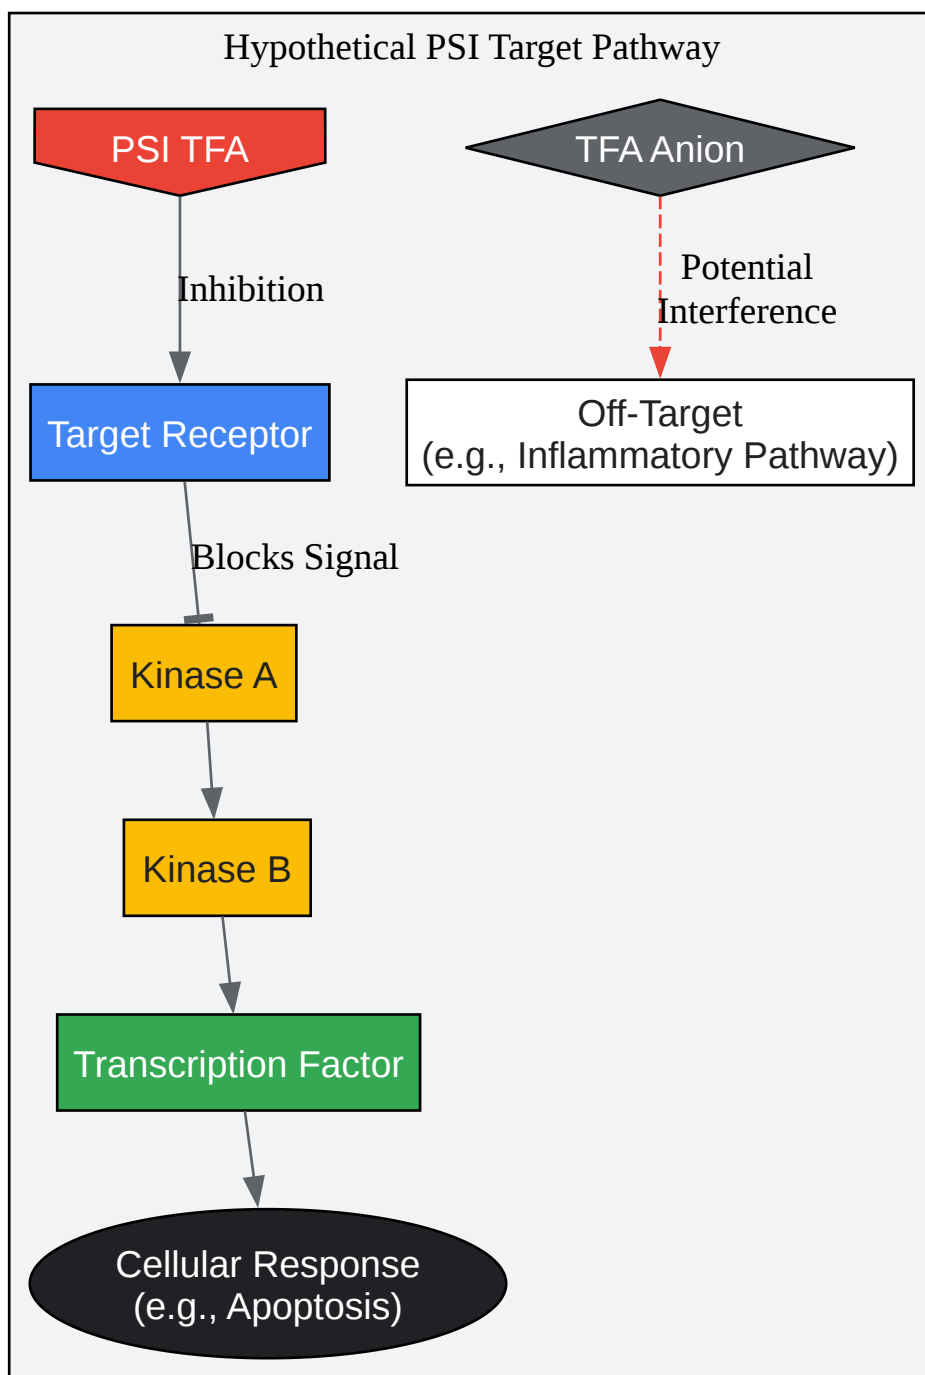 Hypothetical PSI Target Pathway
PSI TFA
TFA Anion
Inhibition
Potential
Interference
Target Receptor
Off-Target
(e.g., Inflammatory Pathway)
Blocks Signal
Kinase A
Kinase B
Transcription Factor
Cellular Response
(e.g., Apoptosis)